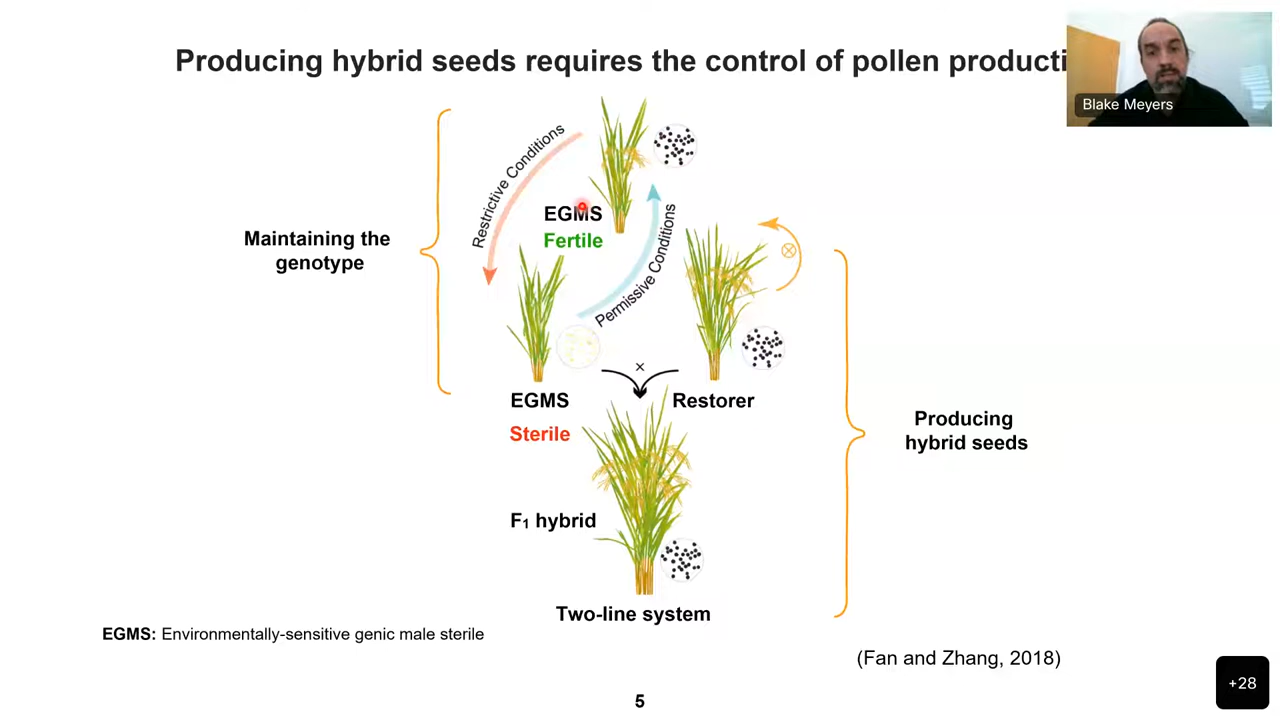 Producing hybrid seeds requires the control of pollen producti
Blake Meyers
Restrictive Conditions
EGMS
Fertile
Permissive Conditions
Maintaining the
genotype
×
EGMS
Sterile
Restorer
Producing
hybrid seeds
F₁ hybrid
Two-line system
EGMS: Environmentally-sensitive genic male sterile
(Fan and Zhang, 2018)
+28
5